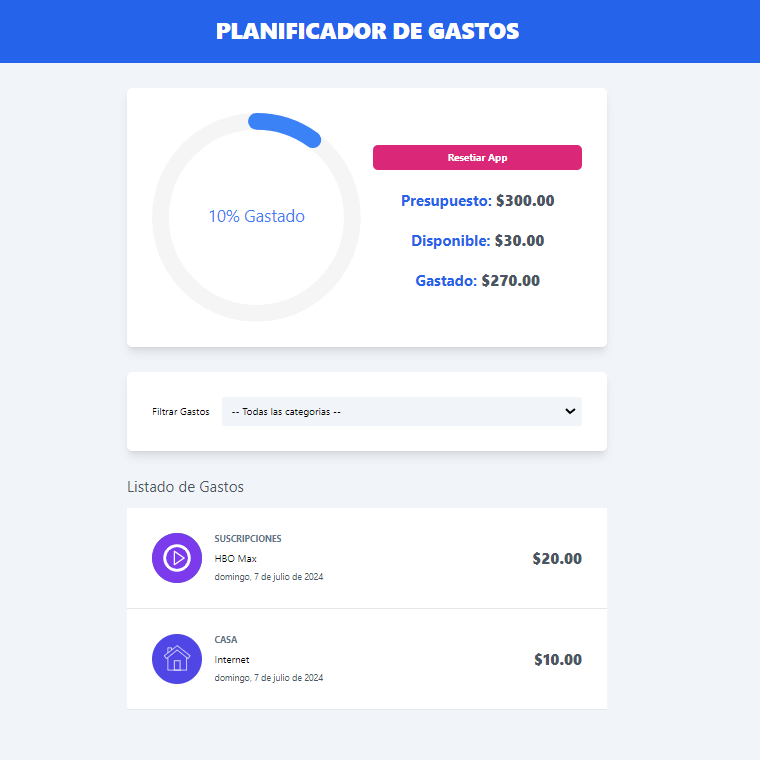 PLANIFICADOR DE GASTOS
10% Gastado
Resetiar App
Presupuesto: $300.00
Disponible: $30.00
Gastado: $270.00
Filtrar Gastos
-- Todas las categorias --
Listado de Gastos
SUSCRIPCIONES
HBO Max
domingo, 7 de julio de 2024
$20.00
CASA
Internet
domingo, 7 de julio de 2024
$10.00